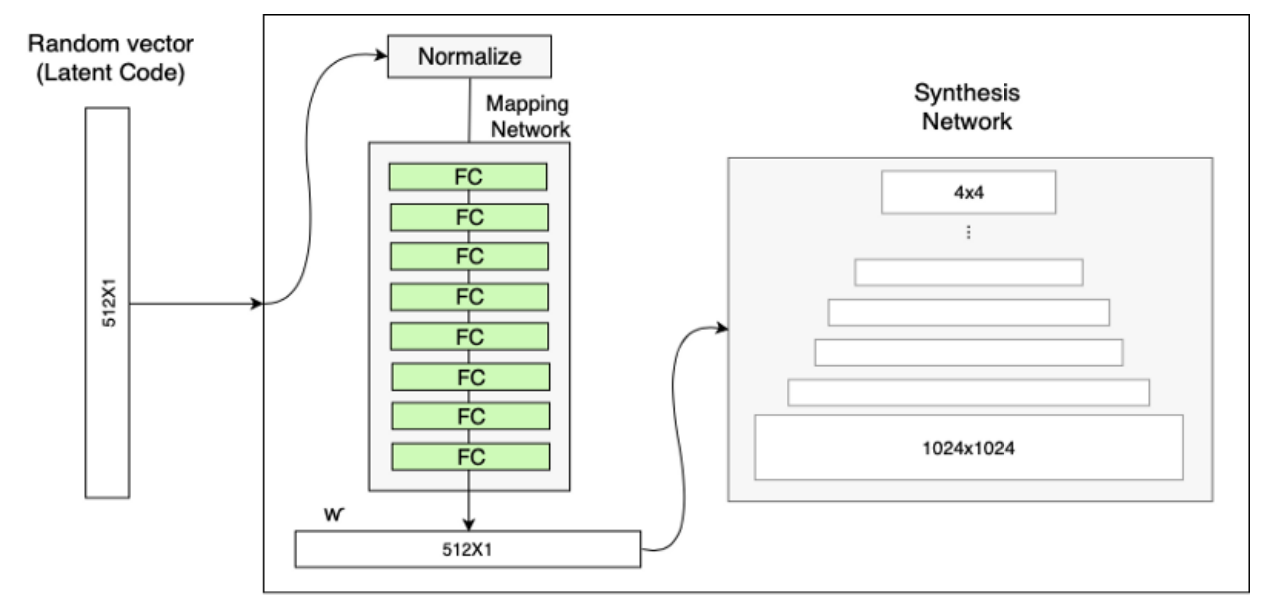 Random vector
(Latent Code)
512X1
Normalize
Mapping
Network
FC
FC
FC
FC
FC
FC
FC
FC
w
512X1
Synthesis
Network
4x4
...
1024x1024